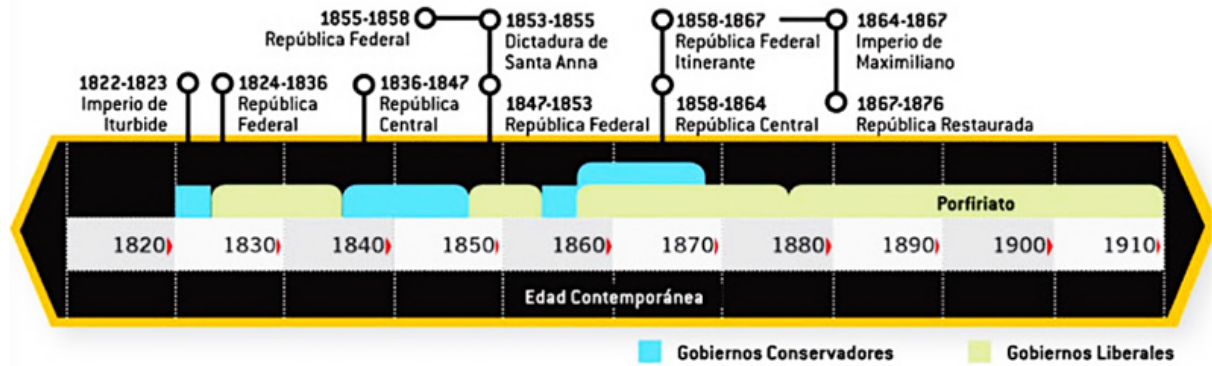 1855-1858
República Federal
1853-1855
Dictadura de
Santa Anna
1858-1867
República Federal
Itinerante
1864-1867
Imperio de
Maximiliano
1822-1823
Imperio de
Iturbide
1824-1836
República
Federal
1836-1847
República
Central
1847-1853
República Federal
1858-1864
República Central
1867-1876
República Restaurada
Porfiriato
1820 1830 1840 1850 1860 1870 1880 1890 1900 1910
Edad Contemporánea
Gobiernos Conservadores Gobiernos Liberales